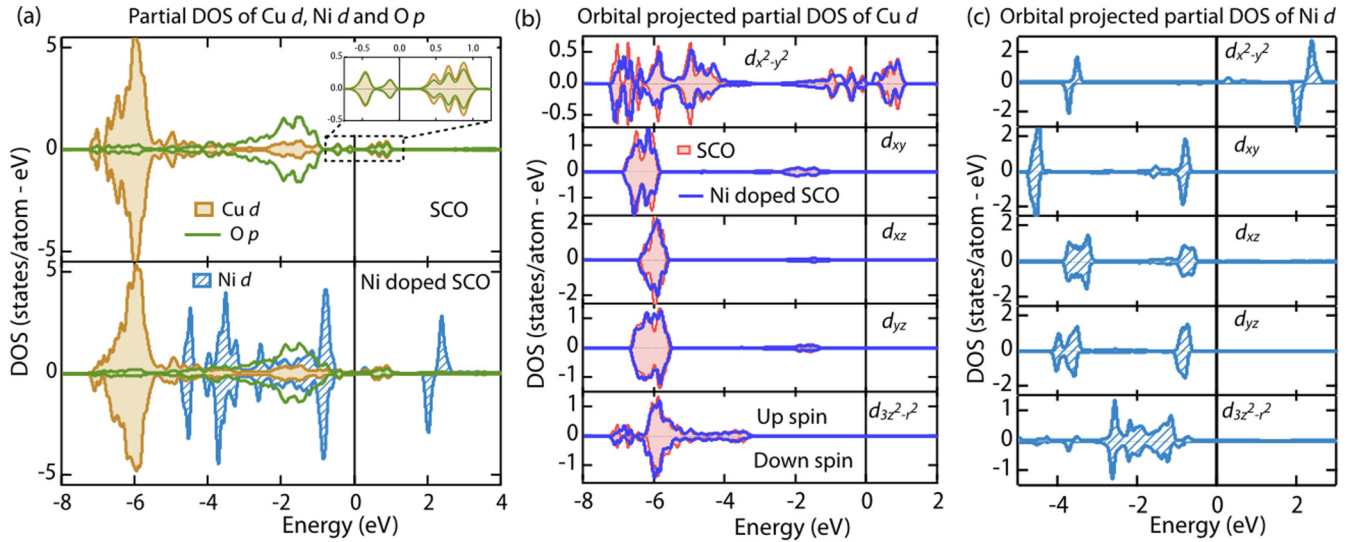 (a) Partial DOS of Cu d, Ni d and O p
5
0
-5
5
0
-5
DOS (states/atom - eV)
0.5
0.0
-0.5
-0.5 0.0 0.5 1.0
Cu d
O p
SCO
Ni d
Ni doped SCO
-8 -6 -4 -2 0 2 4
Energy (eV)
(b) Orbital projected partial DOS of Cu d
DOS (states/atom - eV)
0.5
0.0
-0.5
dx²-y²
1
0
-1
dxy
SCO
Ni doped SCO
2
0
-2
dxz
1
0
-1
dyz
1
0
-1
d3z²-r²
Up spin
Down spin
-8 -6 -4 -2 0 2
Energy (eV)
(c) Orbital projected partial DOS of Ni d
DOS (states/atom - eV)
2
0
-2
dx²-y²
2
0
-2
dxy
2
0
-2
dxz
2
0
-2
dyz
1
0
-1
d3z²-r²
-4 -2 0 2
Energy (eV)